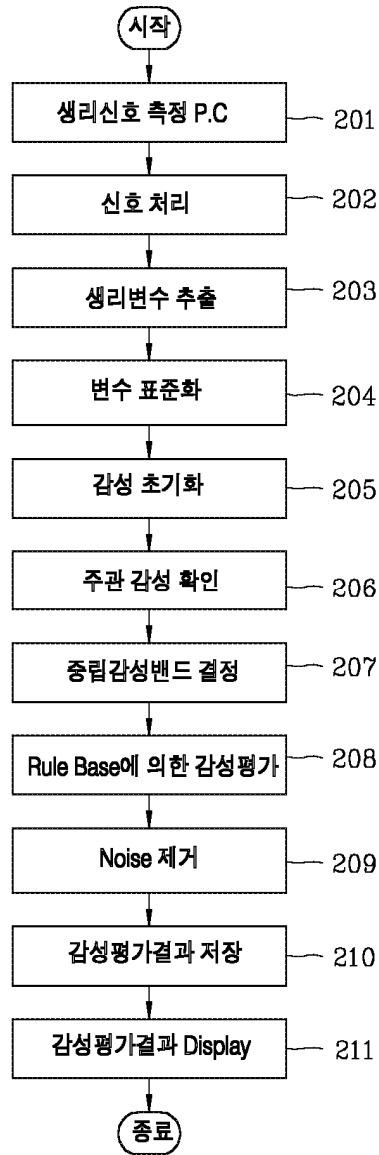 시작
생리신호 측정 P.C
201
신호 처리
202
생리변수 추출
203
변수 표준화
204
감성 초기화
205
주관 감성 확인
206
중립감성밴드 결정
207
Rule Base에 의한 감성평가
208
Noise 제거
209
감성평가결과 저장
210
감성평가결과 Display
211
종료